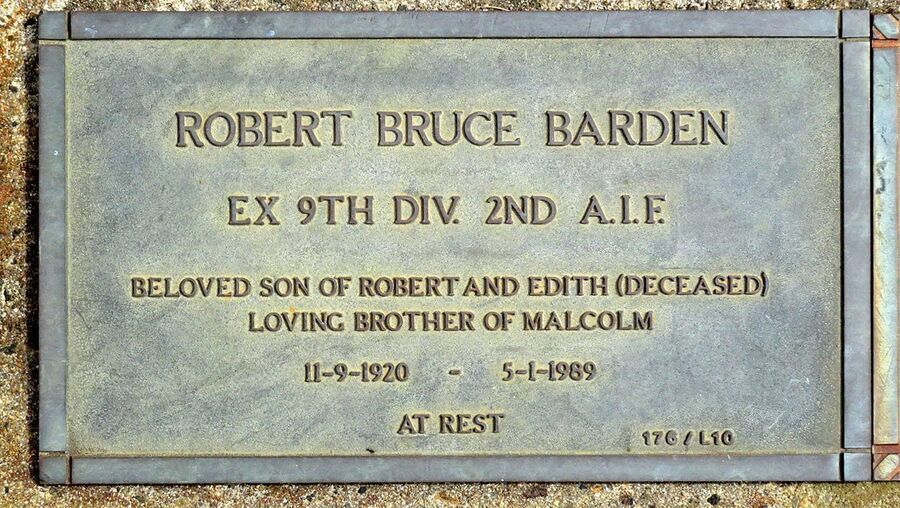 ROBERT BRUCE BARDEN
EX 9TH DIV. 2ND A.I.F.
BELOVED SON OF ROBERT AND EDITH (DECEASED)
LOVING BROTHER OF MALCOLM
11-9-1920 - 5-1-1989
AT REST
176 / L10